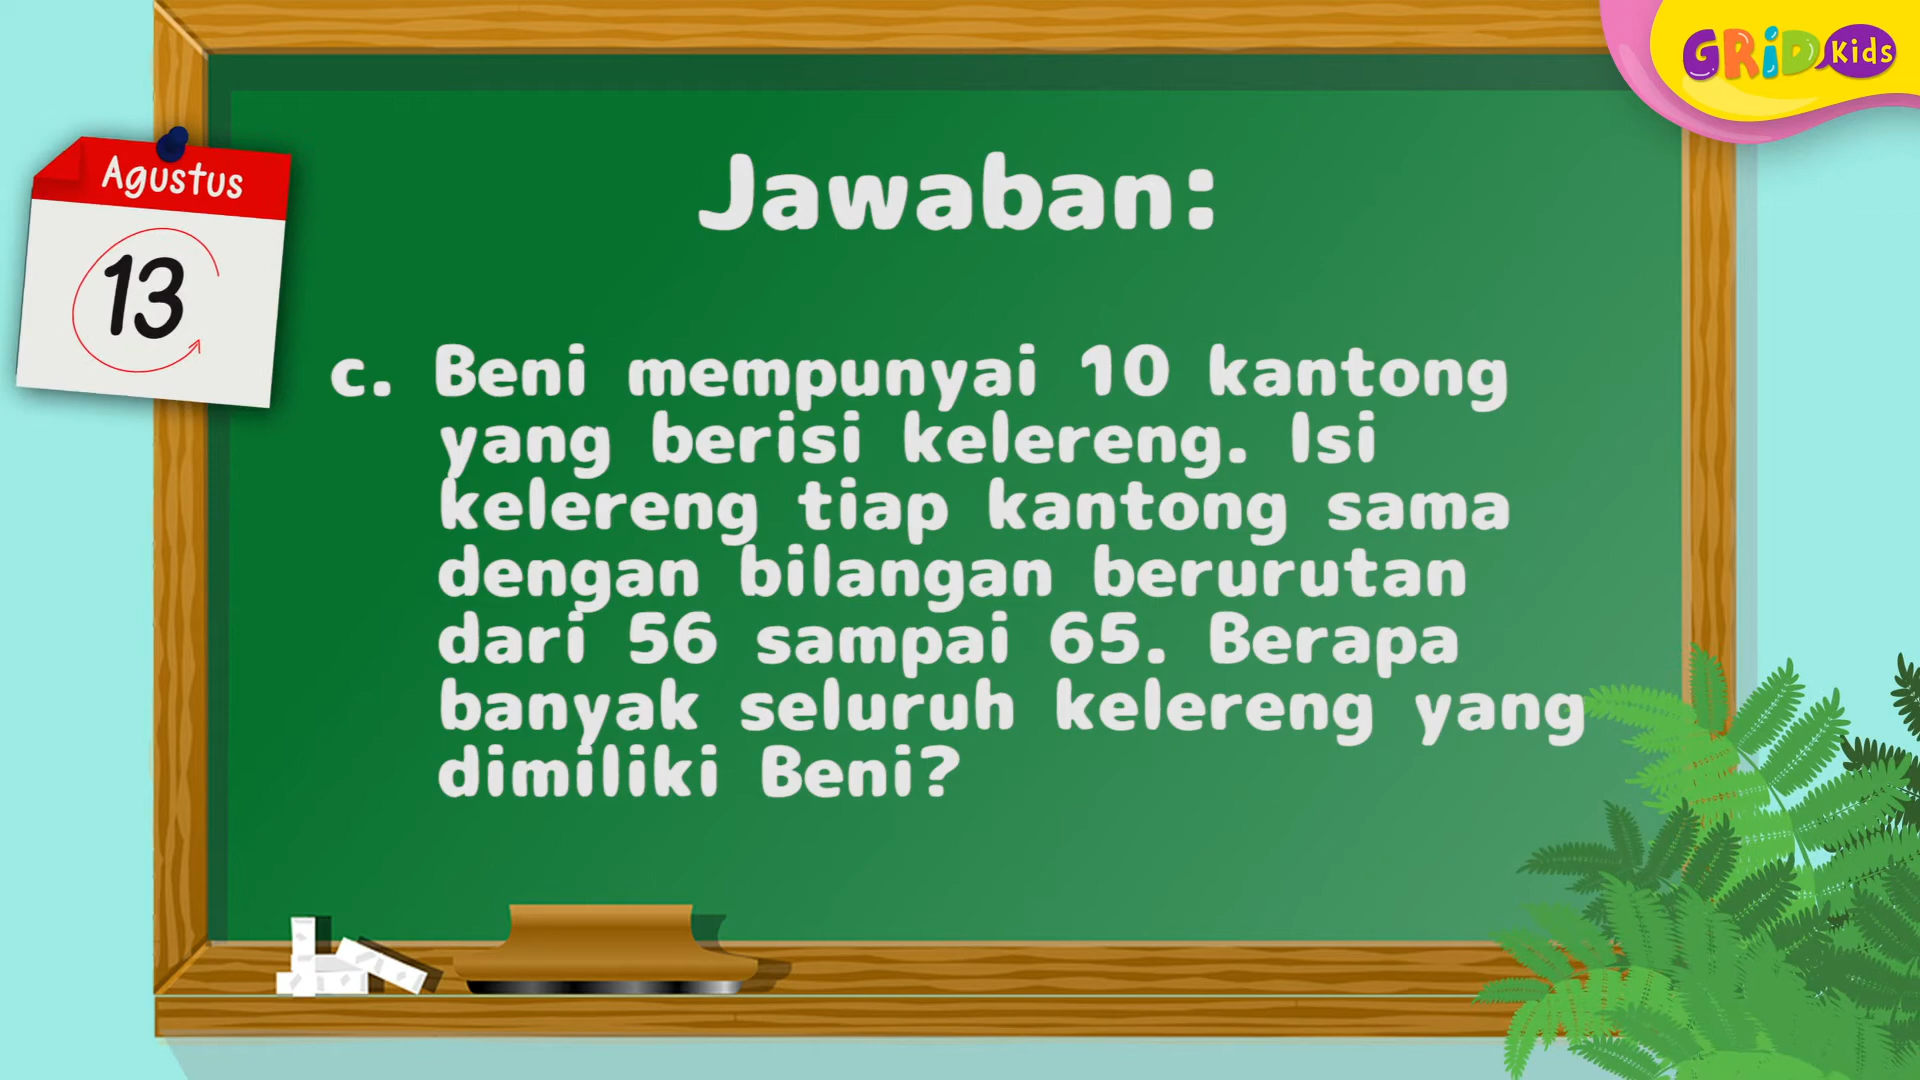 GRiD Kids
Agustus
13
Jawaban:
c. Beni mempunyai 10 kantong
yang berisi kelereng. Isi
kelereng tiap kantong sama
dengan bilangan berurutan
dari 56 sampai 65. Berapa
banyak seluruh kelereng yang
dimiliki Beni?